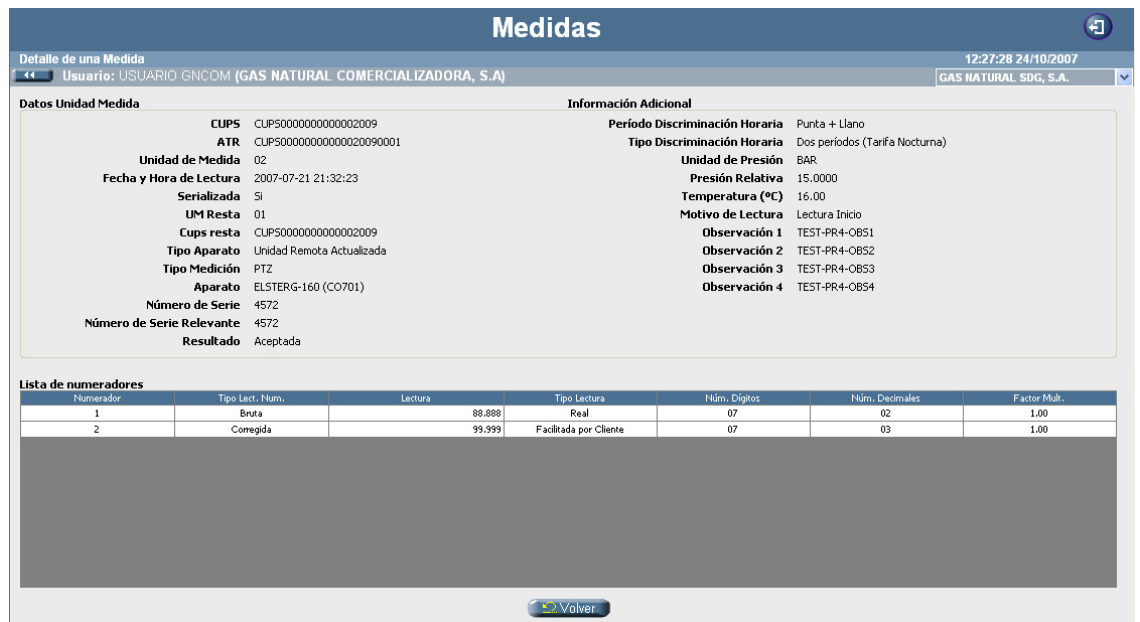 Medidas
Detalle de una Medida 12:27:28 24/10/2007
Usuario: USUARIO GNCOM (GAS NATURAL COMERCIALIZADORA, S.A) GAS NATURAL SDG, S.A.
Datos Unidad Medida
CUPS CUPS0000000000002009
ATR CUPS00000000000020090001
Unidad de Medida 02
Fecha y Hora de Lectura 2007-07-21 21:32:23
Serializada Si
UM Resta 01
Cups resta CUPS0000000000002009
Tipo Aparato Unidad Remota Actualizada
Tipo Medición PTZ
Aparato ELSTERG-160 (CO701)
Número de Serie 4572
Número de Serie Relevante 4572
Resultado Aceptada
Información Adicional
Período Discriminación Horaria Punta + Llano
Tipo Discriminación Horaria Dos períodos (Tarifa Nocturna)
Unidad de Presión BAR
Presión Relativa 15.0000
Temperatura (ºC) 16.00
Motivo de Lectura Lectura Inicio
Observación 1 TEST-PR4-OBS1
Observación 2 TEST-PR4-OBS2
Observación 3 TEST-PR4-OBS3
Observación 4 TEST-PR4-OBS4
Lista de numeradores
Numerador Tipo Lect. Num. Lectura Tipo Lectura Núm. Dígitos Núm. Decimales Factor Mult.
1 Bruta 88.888 Real 07 02 1.00
2 Corregida 99.999 Facilitada por Cliente 07 03 1.00
Volver